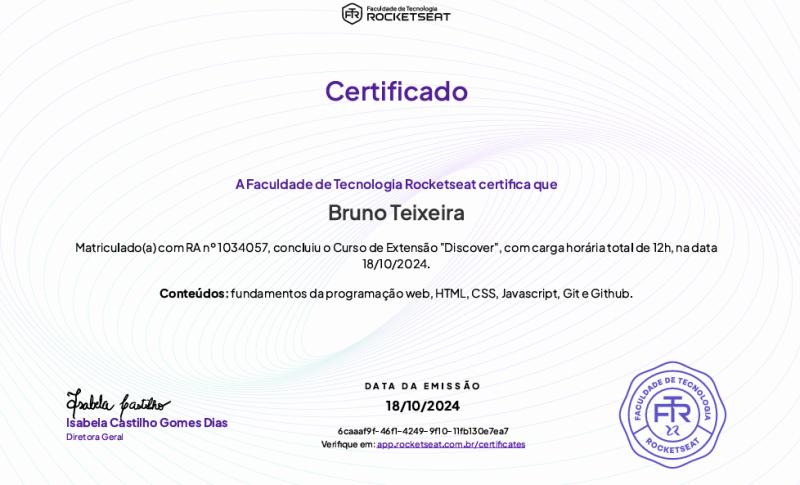 Faculdade de Tecnologia
ROCKETSEAT
Certificado
A Faculdade de Tecnologia Rocketseat certifica que
Bruno Teixeira
Matriculado(a) com RA nº 1034057, concluiu o Curso de Extensão "Discover", com carga horária total de 12h, na data
18/10/2024.
Conteúdos: fundamentos da programação web, HTML, CSS, Javascript, Git e Github.
Isabela Castilho
Isabela Castilho Gomes Dias
Diretora Geral
DATA DA EMISSÃO
18/10/2024
6caaaf9f-46f1-4249-9f10-11fb130e7ea7
Verifique em: app.rocketseat.com.br/certificates
FACULDADE DE TECNOLOGIA
FTR
ROCKETSEAT